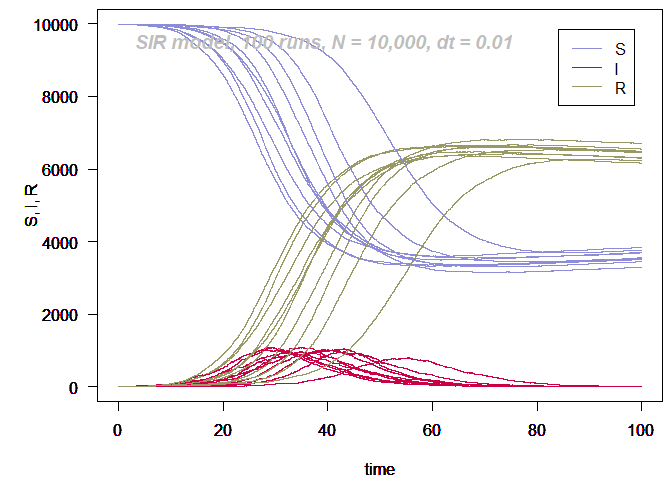 SIR model, 100 runs, N = 10,000, dt = 0.01
S
I
R
10000
8000
6000
4000
2000
0
S, I, R
0 20 40 60 80 100
time